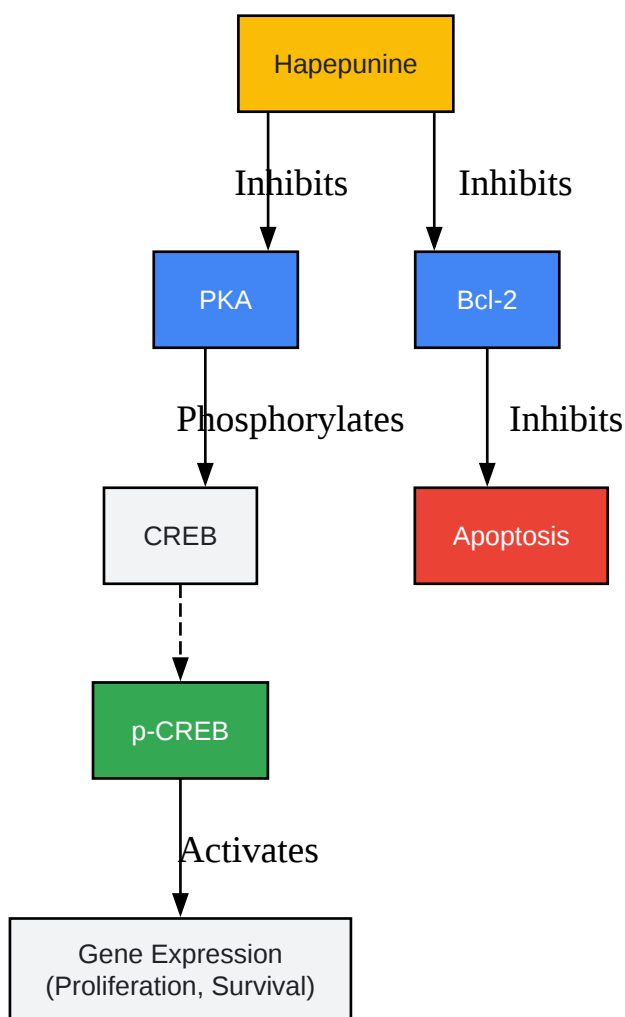 Hapepunine
Inhibits
Inhibits
PKA
Bcl-2
Phosphorylates
Inhibits
CREB
Apoptosis
p-CREB
Activates
Gene Expression
(Proliferation, Survival)